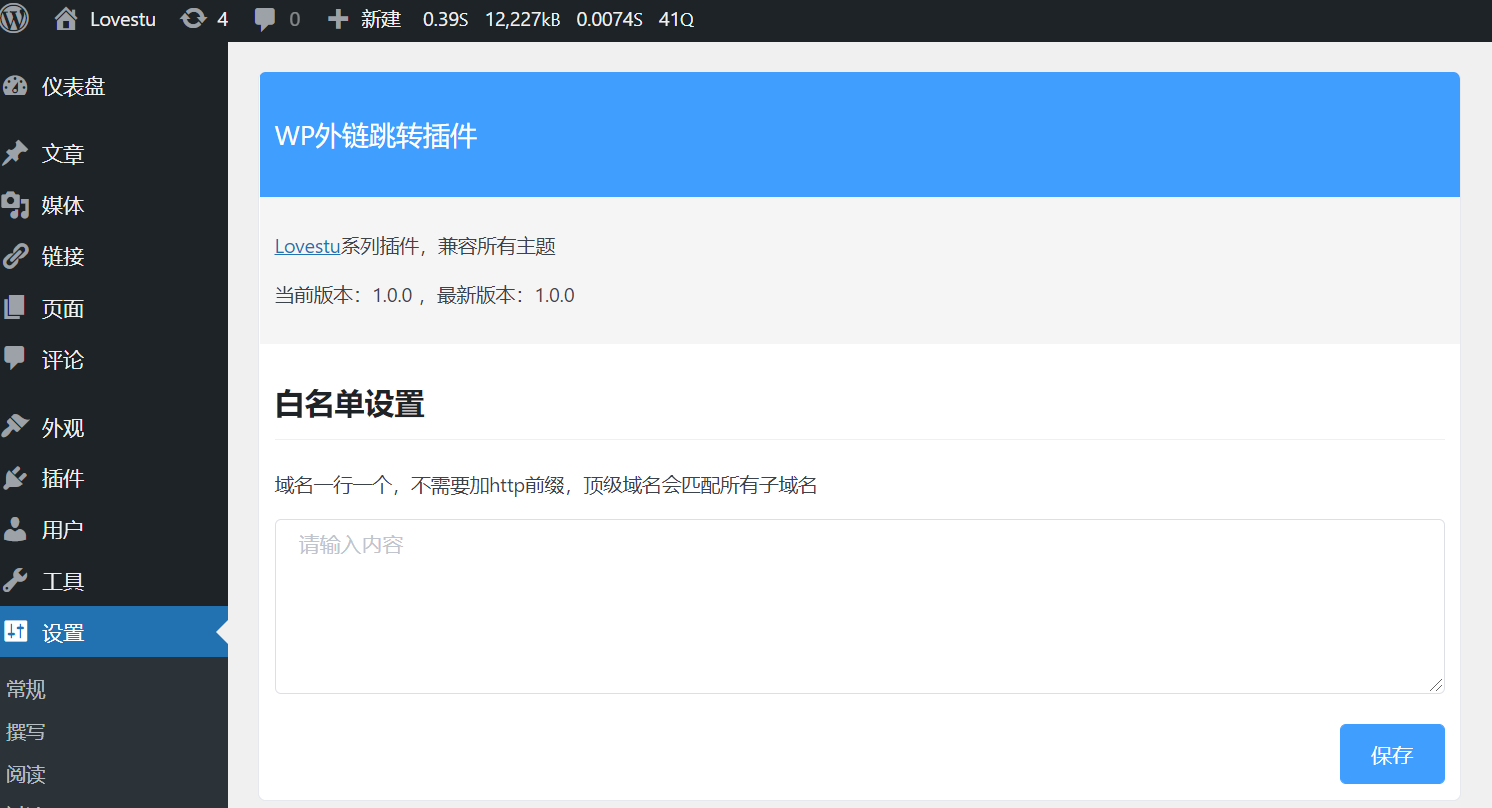 Lovestu 4 0 新建 0.39S 12,227kB 0.0074S 41Q
仪表盘
文章
媒体
链接
页面
评论
外观
插件
用户
工具
设置
常规
撰写
阅读
WP外链跳转插件
Lovestu系列插件，兼容所有主题
当前版本：1.0.0 ，最新版本：1.0.0
白名单设置
域名一行一个，不需要加http前缀，顶级域名会匹配所有子域名
请输入内容
保存